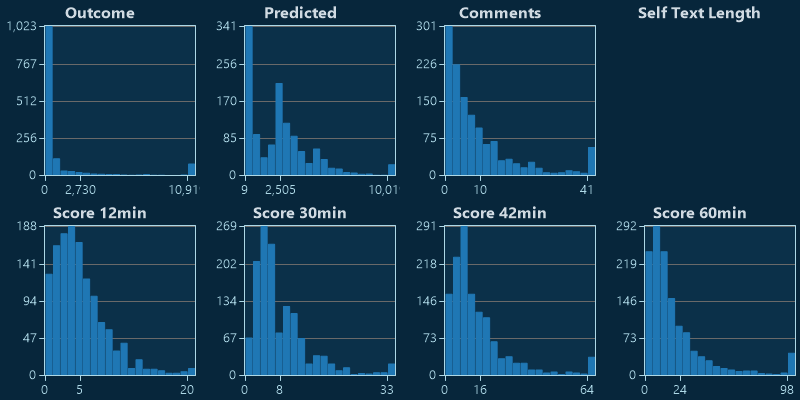 Outcome
1,023
767
512
256
0
0 2,730 10,919
Predicted
341
256
170
85
0
9 2,505 10,01
Comments
301
226
150
75
0
0 10 41
Self Text Length
Score 12min
188
141
94
47
0
0 5 20
Score 30min
269
202
134
67
0
0 8 33
Score 42min
291
218
146
73
0
0 16 64
Score 60min
292
219
146
73
0
0 24 98